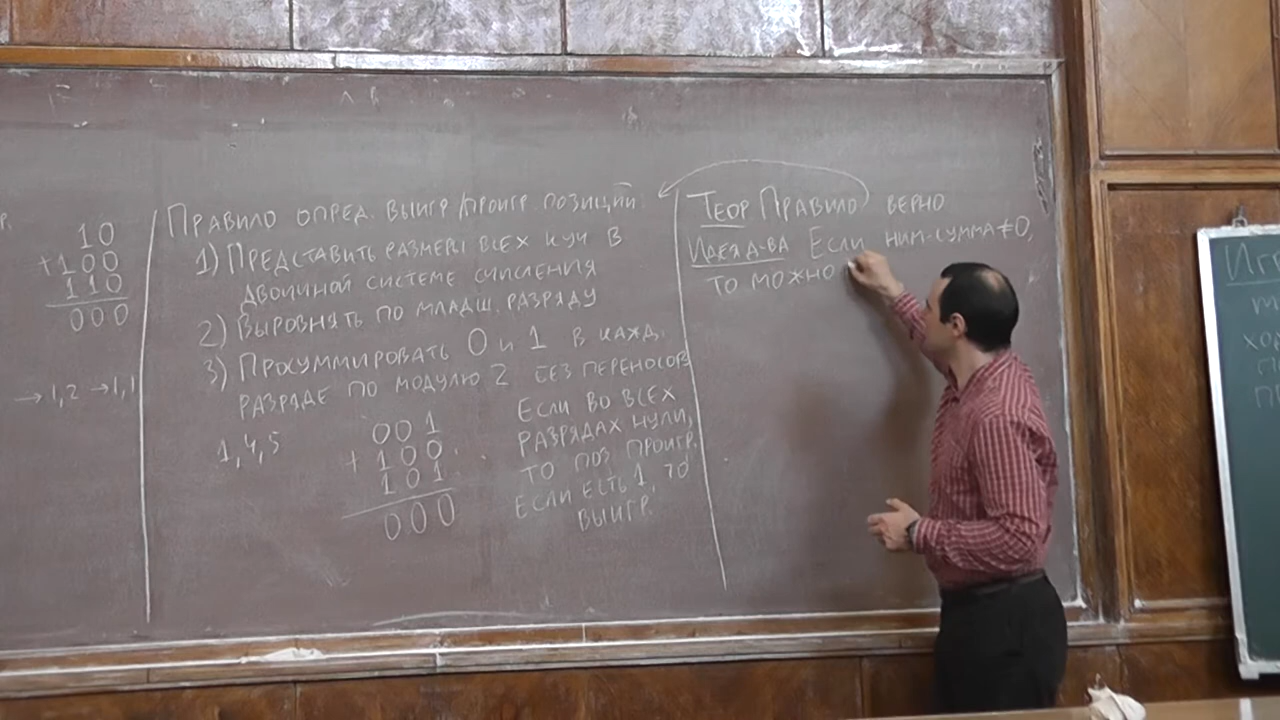 10
+100
110
000
→1,2 →1,1
Правило опред. выигр/проигр. позиций
1) Представить размеры всех куч в
двоичной системе счисления
2) Выровнять по младш. разряду
3) Просуммировать 0 и 1 в кажд.
разряде по модулю 2 без переносов
1,4,5
001
+100
101
000
Если во всех
разрядах нули,
то поз проигр.
Если есть 1, то
выигр.
Теор Правило верно
Идея д-ва Если ним-сумма≠0,
то можно